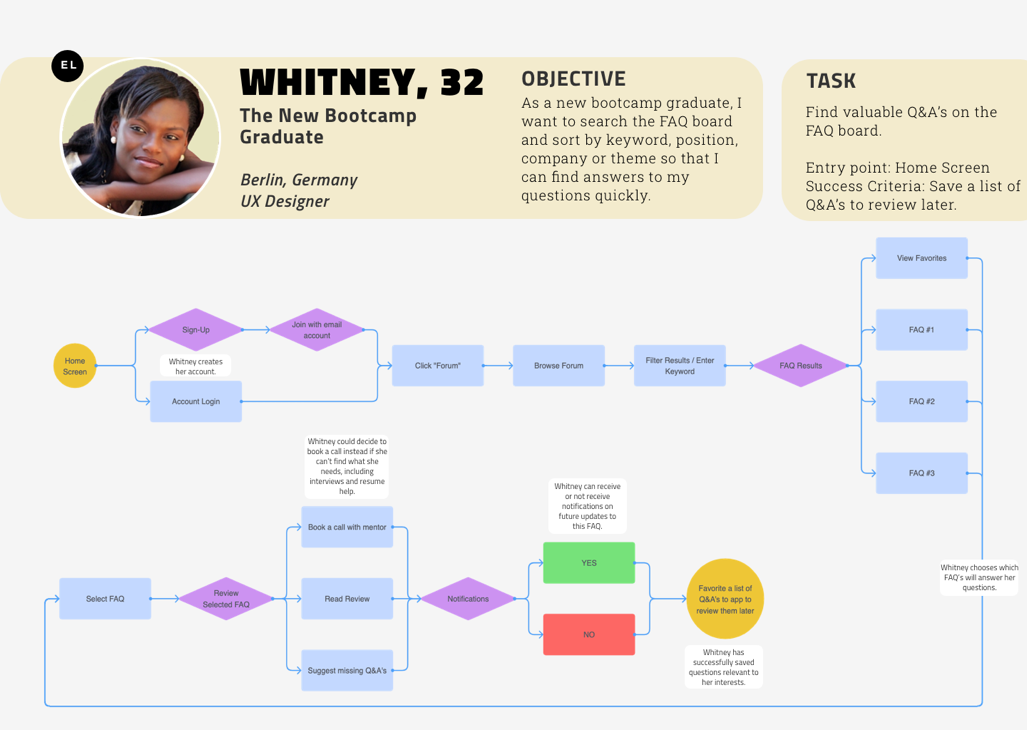 EL
WHITNEY, 32
The New Bootcamp
Graduate
Berlin, Germany
UX Designer
OBJECTIVE
As a new bootcamp graduate, I
want to search the FAQ board
and sort by keyword, position,
company or theme so that I
can find answers to my
questions quickly.
TASK
Find valuable Q&A's on the
FAQ board.
Entry point: Home Screen
Success Criteria: Save a list of
Q&A's to review later.
Home
Screen
Sign-Up
Join with email
account
Whitney creates
her account.
Account Login
Click "Forum"
Browse Forum
Filter Results / Enter
Keyword
FAQ Results
View Favorites
FAQ #1
FAQ #2
FAQ #3
Whitney chooses which
FAQ's will answer her
questions.
Select FAQ
Review
Selected FAQ
Whitney could decide to
book a call instead if she
can't find what she
needs, including
interviews and resume
help.
Book a call with mentor
Read Review
Suggest missing Q&A's
Notifications
Whitney can receive
or not receive
notifications on
future updates to
this FAQ.
YES
NO
Favorite a list of
Q&A's to app to
review them later
Whitney has
successfully saved
questions relevant to
her interests.